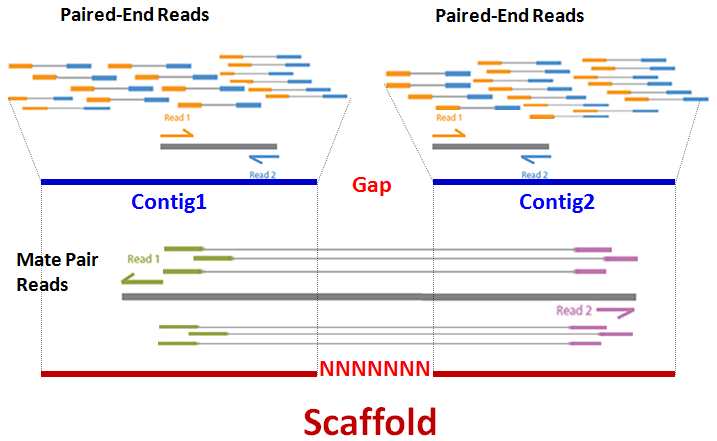 Paired-End Reads
Paired-End Reads
Read 1
Read 2
Read 1
Read 2
Contig1
Gap
Contig2
Mate Pair
Reads
Read 1
Read 2
NNNNNNN
Scaffold